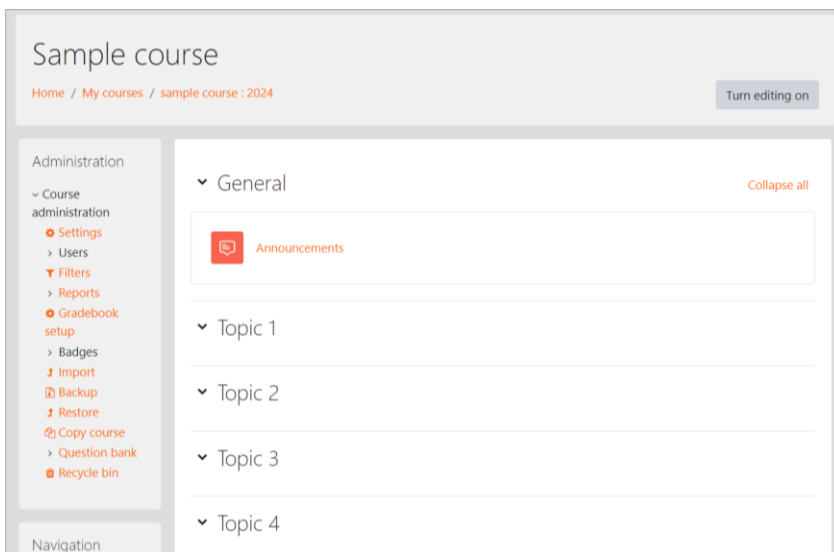 Sample course
Home / My courses / sample course : 2024
Turn editing on
Administration
Course
administration
Settings
Users
Filters
Reports
Gradebook
setup
Badges
Import
Backup
Restore
Copy course
Question bank
Recycle bin
Navigation
General
Collapse all
Announcements
Topic 1
Topic 2
Topic 3
Topic 4